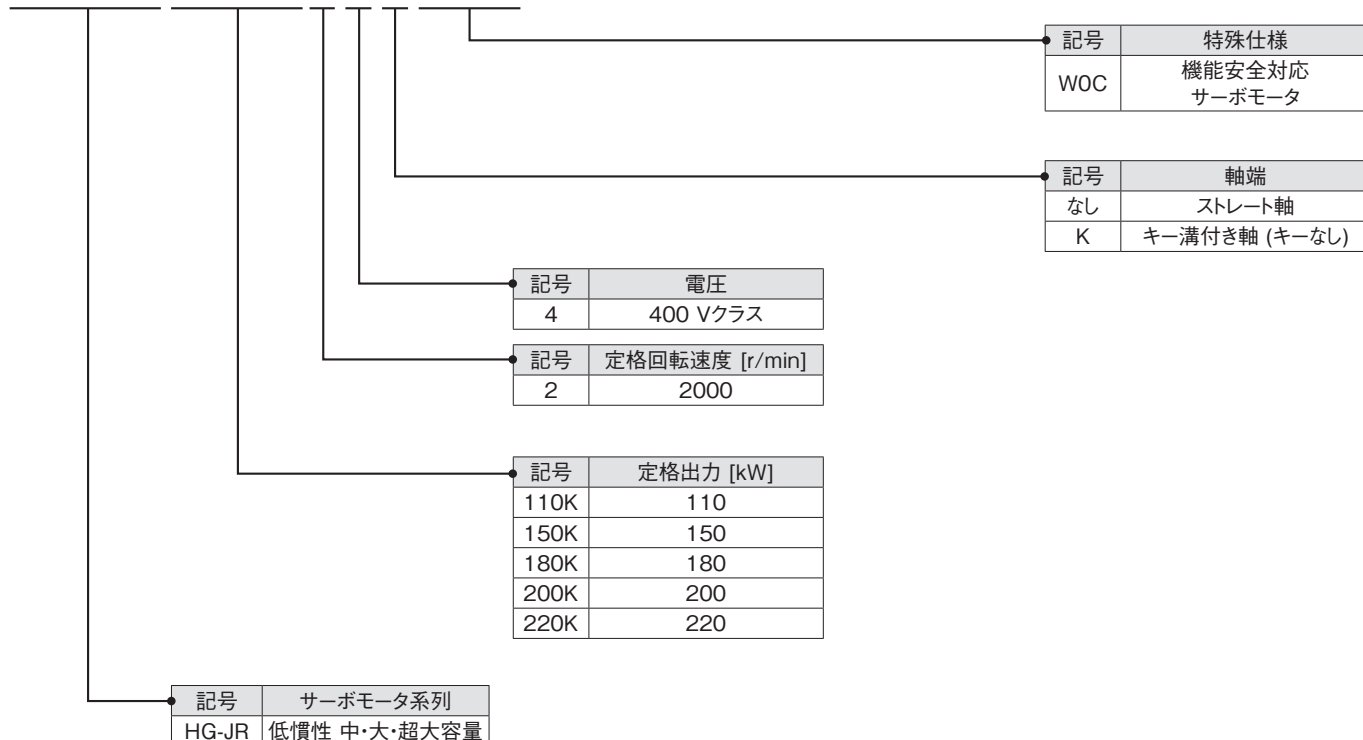 記号 特殊仕様
W0C 機能安全対応
サーボモータ
記号 軸端
なし ストレート軸
K キー溝付き軸 (キーなし)
記号 電圧
4 400 Vクラス
記号 定格回転速度 [r/min]
2 2000
記号 定格出力 [kW]
110K 110
150K 150
180K 180
200K 200
220K 220
記号 サーボモータ系列
HG-JR 低慣性 中・大・超大容量